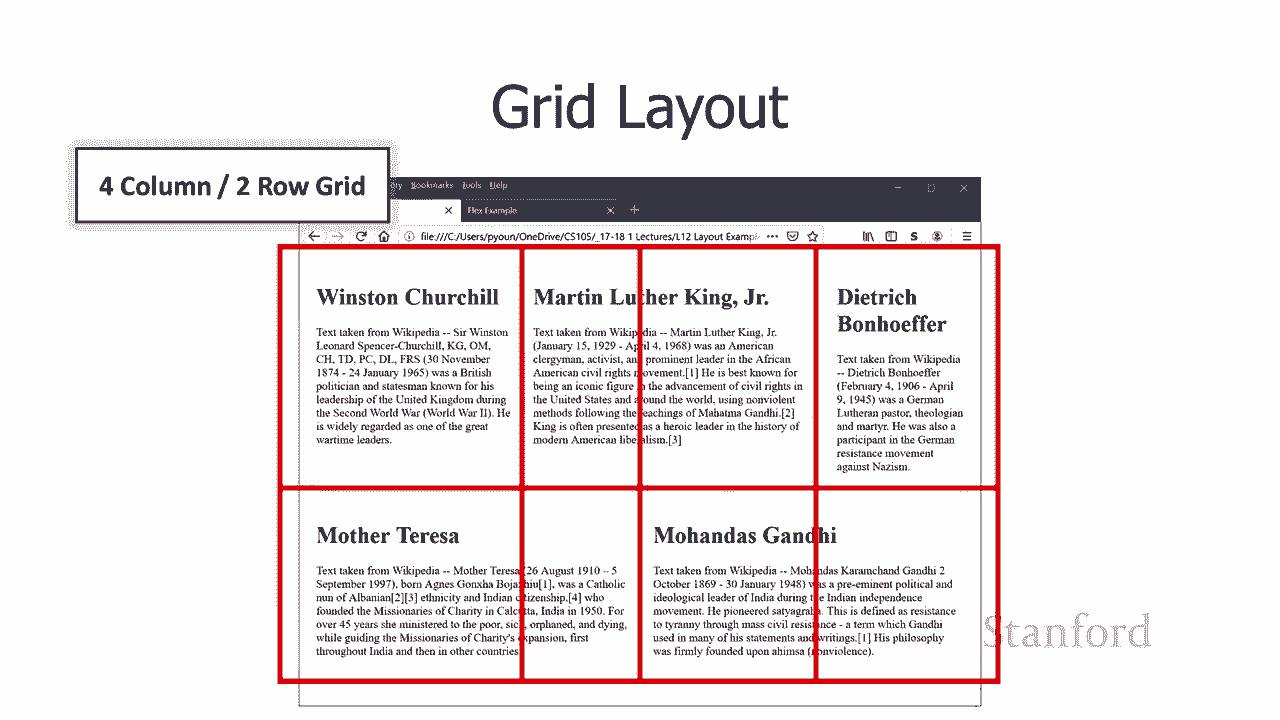 Grid Layout
4 Column / 2 Row Grid
Bookmarks Tools Help
Flex Example
file:///C:/Users/pyoun/OneDrive/CS105/_17-18 1 Lectures/L12 Layout Exampl
Winston Churchill
Text taken from Wikipedia -- Sir Winston
Leonard Spencer-Churchill, KG, OM,
CH, TD, PC, DL, FRS (30 November
1874 - 24 January 1965) was a British
politician and statesman known for his
leadership of the United Kingdom during
the Second World War (World War II). He
is widely regarded as one of the great
wartime leaders.
Martin Luther King, Jr.
Text taken from Wikipedia -- Martin Luther King, Jr.
(January 15, 1929 - April 4, 1968) was an American
clergyman, activist, and prominent leader in the African
American civil rights movement.[1] He is best known for
being an iconic figure in the advancement of civil rights in
the United States and around the world, using nonviolent
methods following the teachings of Mahatma Gandhi.[2]
King is often presented as a heroic leader in the history of
modern American liberalism.[3]
Dietrich
Bonhoeffer
Text taken from Wikipedia
-- Dietrich Bonhoeffer
(February 4, 1906 - April
9, 1945) was a German
Lutheran pastor, theologian
and martyr. He was also a
participant in the German
resistance movement
against Nazism.
Mother Teresa
Text taken from Wikipedia -- Mother Teresa (26 August 1910 – 5
September 1997), born Agnes Gonxha Bojaxhiu[1], was a Catholic
nun of Albanian[2][3] ethnicity and Indian citizenship,[4] who
founded the Missionaries of Charity in Calcutta, India in 1950. For
over 45 years she ministered to the poor, sick, orphaned, and dying,
while guiding the Missionaries of Charity's expansion, first
throughout India and then in other countries
Mohandas Gandhi
Text taken from Wikipedia -- Mohandas Karamchand Gandhi 2
October 1869 - 30 January 1948) was a pre-eminent political and
ideological leader of India during the Indian independence
movement. He pioneered satyagraha. This is defined as resistance
to tyranny through mass civil resistance - a term which Gandhi
used in many of his statements and writings.[1] His philosophy
was firmly founded upon ahimsa (nonviolence).
Stanford